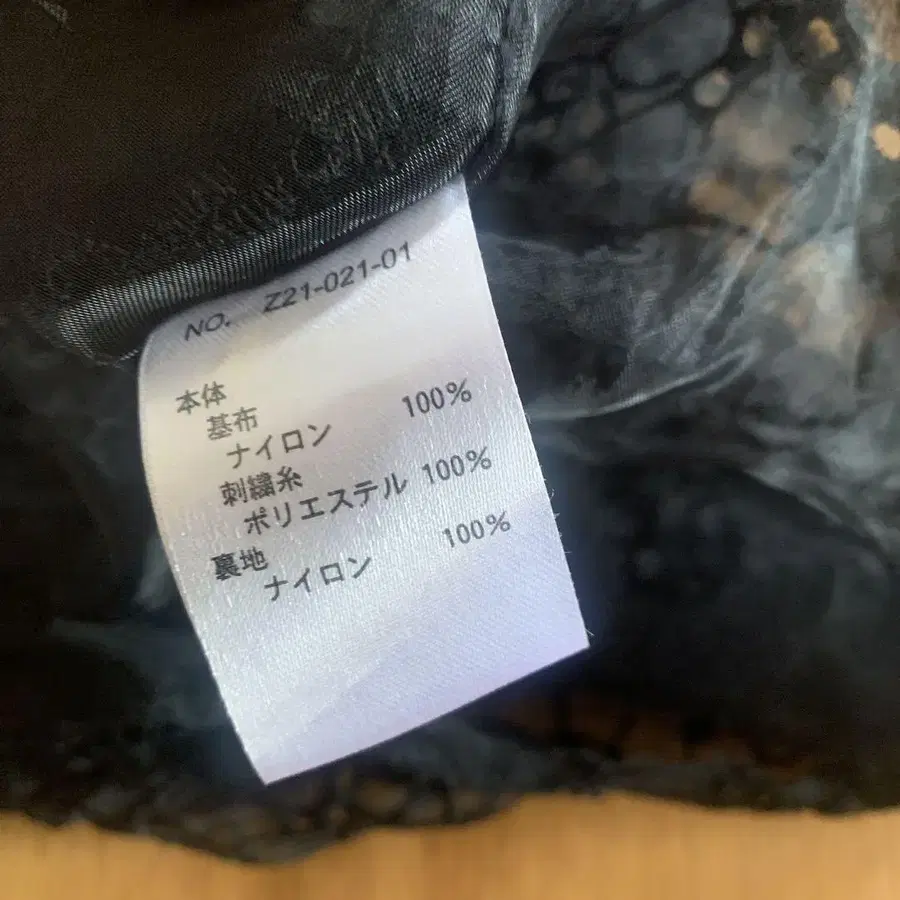 NO. Z21-021-01
本体
基布
ナイロン 100%
刺繍糸
ポリエステル 100%
裏地
ナイロン 100%